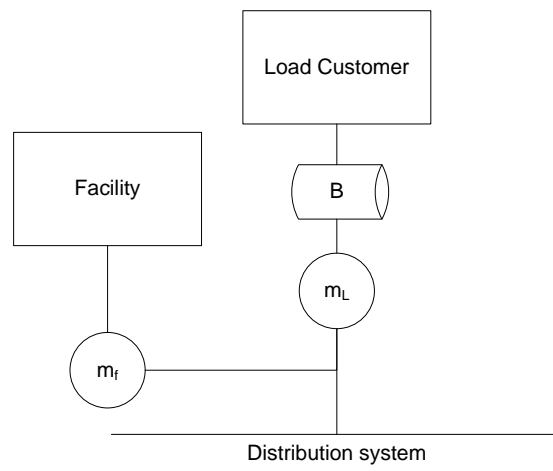 Load Customer
Facility
B
mL
mf
Distribution system